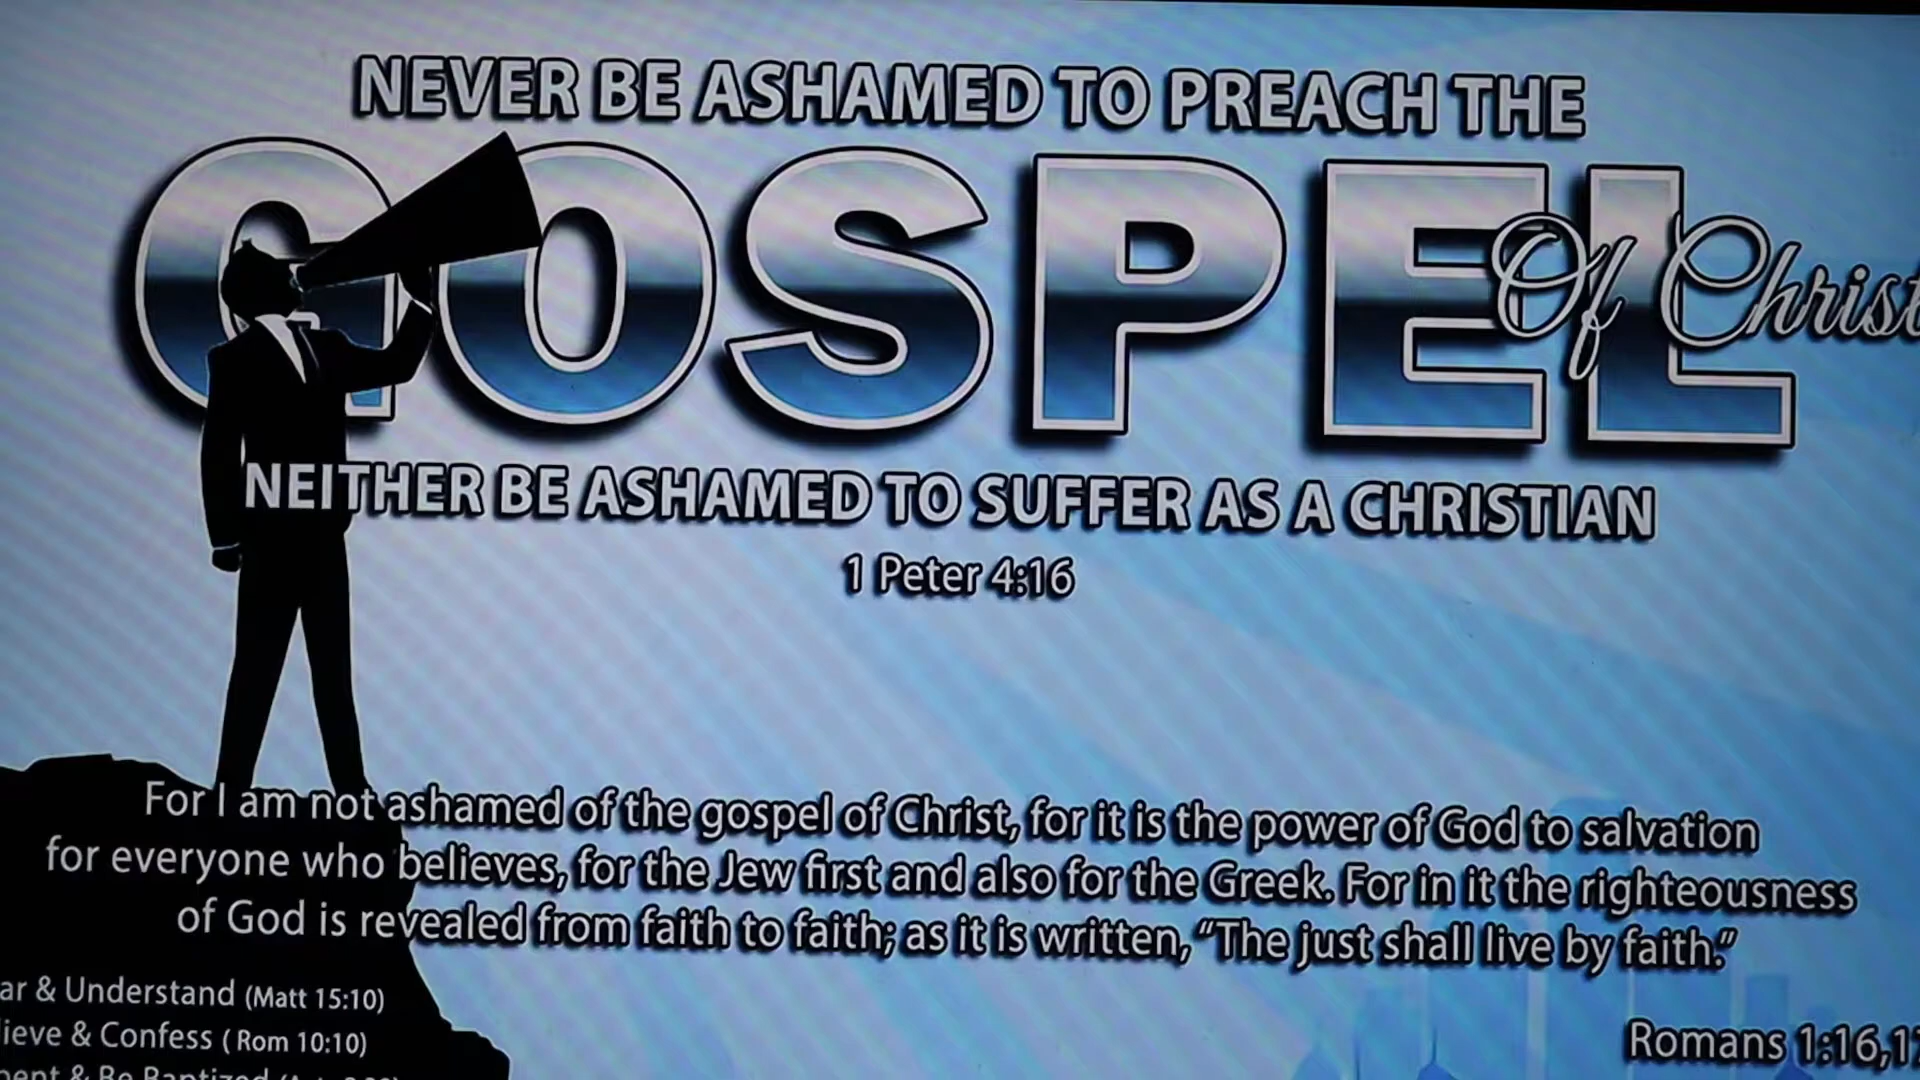 NEVER BE ASHAMED TO PREACH THE
GOSPEL
Of Christ
NEITHER BE ASHAMED TO SUFFER AS A CHRISTIAN
1 Peter 4:16
For I am not ashamed of the gospel of Christ, for it is the power of God to salvation
for everyone who believes, for the Jew first and also for the Greek. For in it the righteousness
of God is revealed from faith to faith; as it is written, “The just shall live by faith.”
ar & Understand (Matt 15:10)
lieve & Confess ( Rom 10:10)
& Be Baptized
Romans 1:16,17